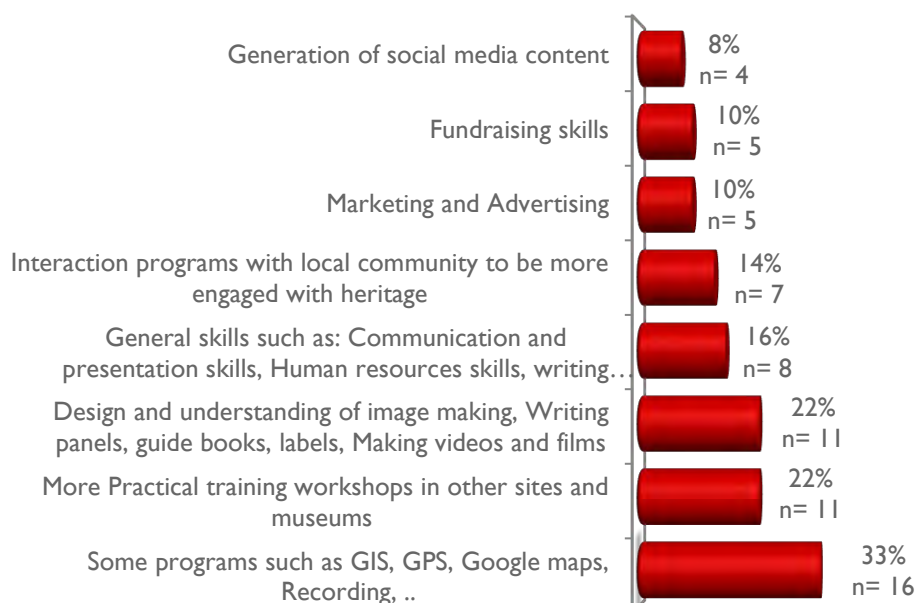 Generation of social media content
8%
n= 4
Fundraising skills
10%
n= 5
Marketing and Advertising
10%
n= 5
Interaction programs with local community to be more
engaged with heritage
14%
n= 7
General skills such as: Communication and
presentation skills, Human resources skills, writing…
16%
n= 8
Design and understanding of image making, Writing
panels, guide books, labels, Making videos and films
22%
n= 11
More Practical training workshops in other sites and
museums
22%
n= 11
Some programs such as GIS, GPS, Google maps,
Recording, ..
33%
n= 16